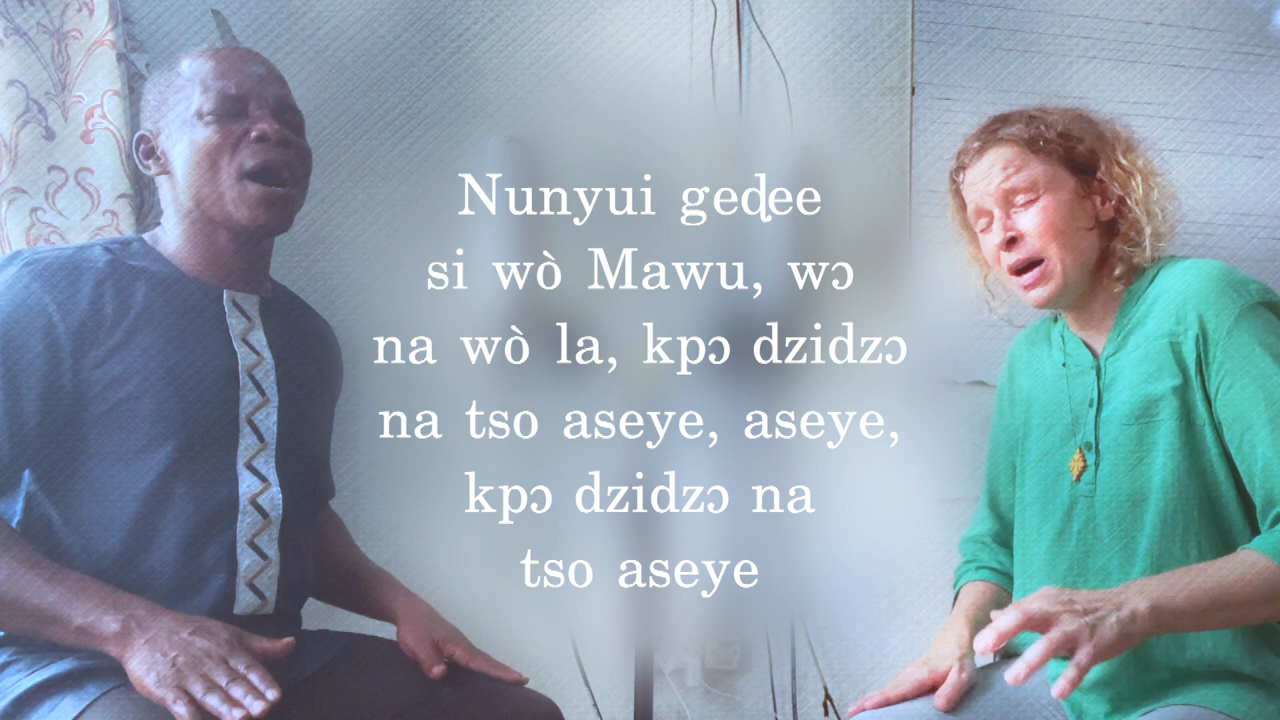 Nunyui geɖee
si wò Mawu, wɔ
na wò la, kpɔ dzidzɔ
na tso aseye, aseye,
kpɔ dzidzɔ na
tso aseye